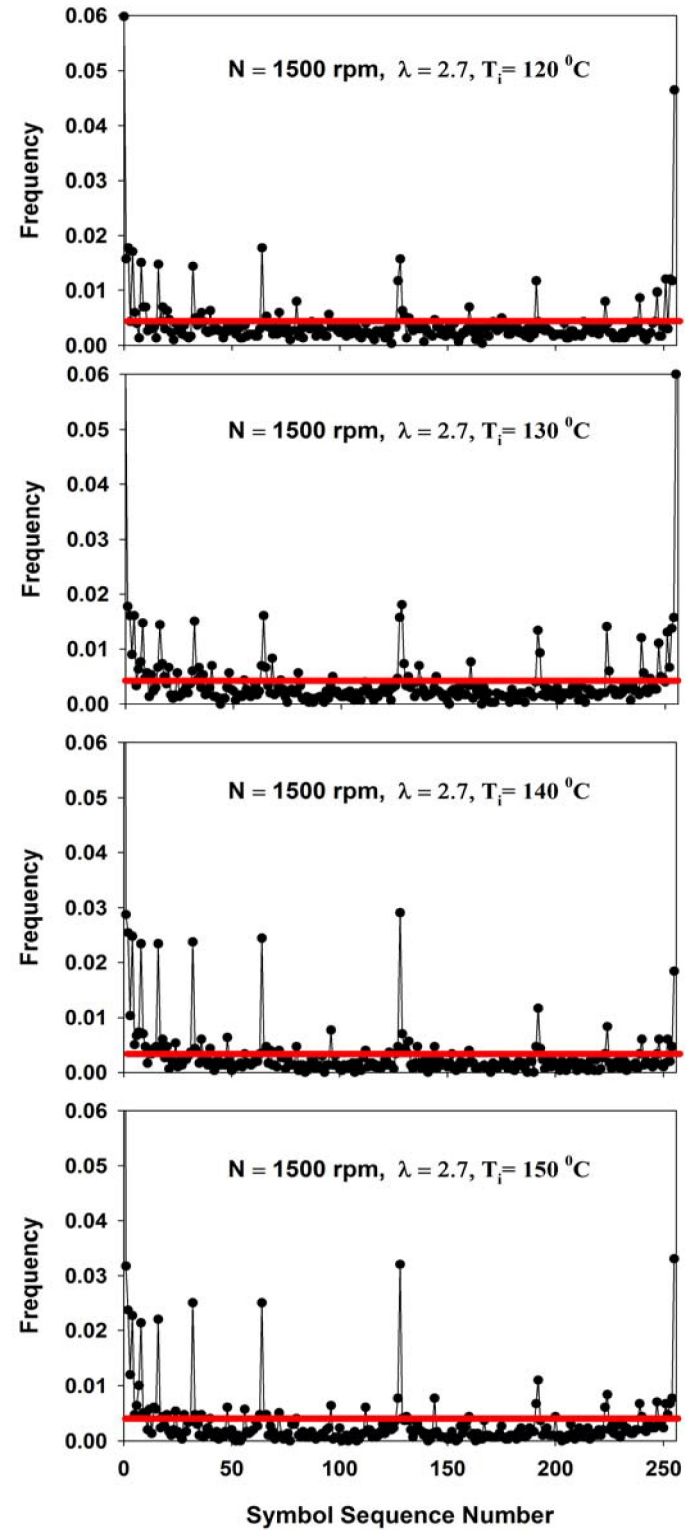 0.06
N = 1500 rpm, λ = 2.7, Tᵢ= 120 ⁰C
0.05
0.04
Frequency
0.03
0.02
0.01
0.00
0.06
N = 1500 rpm, λ = 2.7, Tᵢ= 130 ⁰C
0.05
0.04
Frequency
0.03
0.02
0.01
0.00
0.06
N = 1500 rpm, λ = 2.7, Tᵢ= 140 ⁰C
0.05
0.04
Frequency
0.03
0.02
0.01
0.00
0.06
N = 1500 rpm, λ = 2.7, Tᵢ= 150 ⁰C
0.05
0.04
Frequency
0.03
0.02
0.01
0.00
0 50 100 150 200 250
Symbol Sequence Number